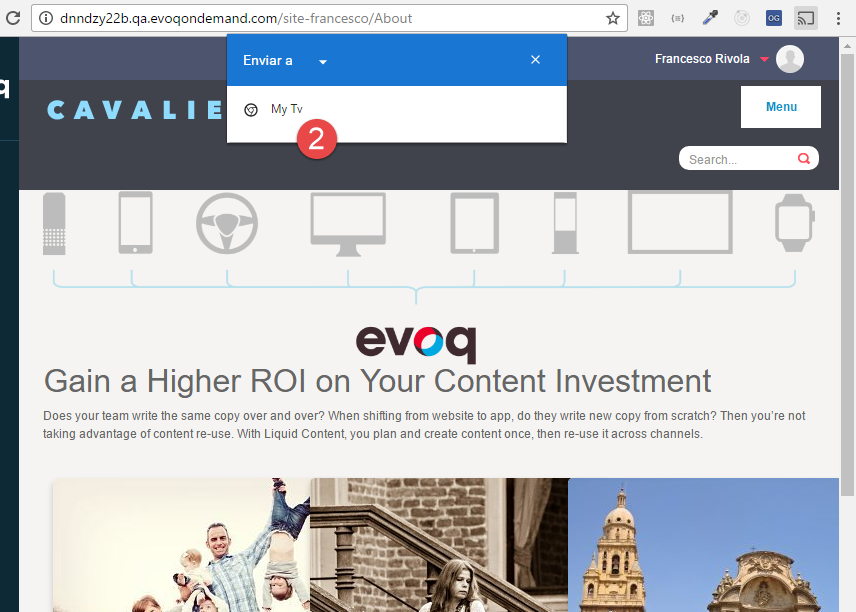 dnndzy22b.qa.evoqondemand.com/site-francesco/About
{=}
OG
Enviar a
Francesco Rivola
q
CAVALIE
My Tv
Menu
2
Search...
evoq
Gain a Higher ROI on Your Content Investment
Does your team write the same copy over and over? When shifting from website to app, do they write new copy from scratch? Then you’re not
taking advantage of content re-use. With Liquid Content, you plan and create content once, then re-use it across channels.